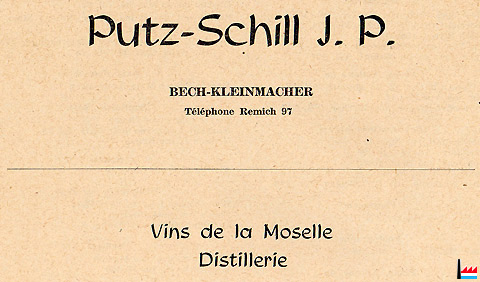 Putz-Schill J. P.
BECH-KLEINMACHER
Téléphone Remich 97
Vins de la Moselle
Distillerie